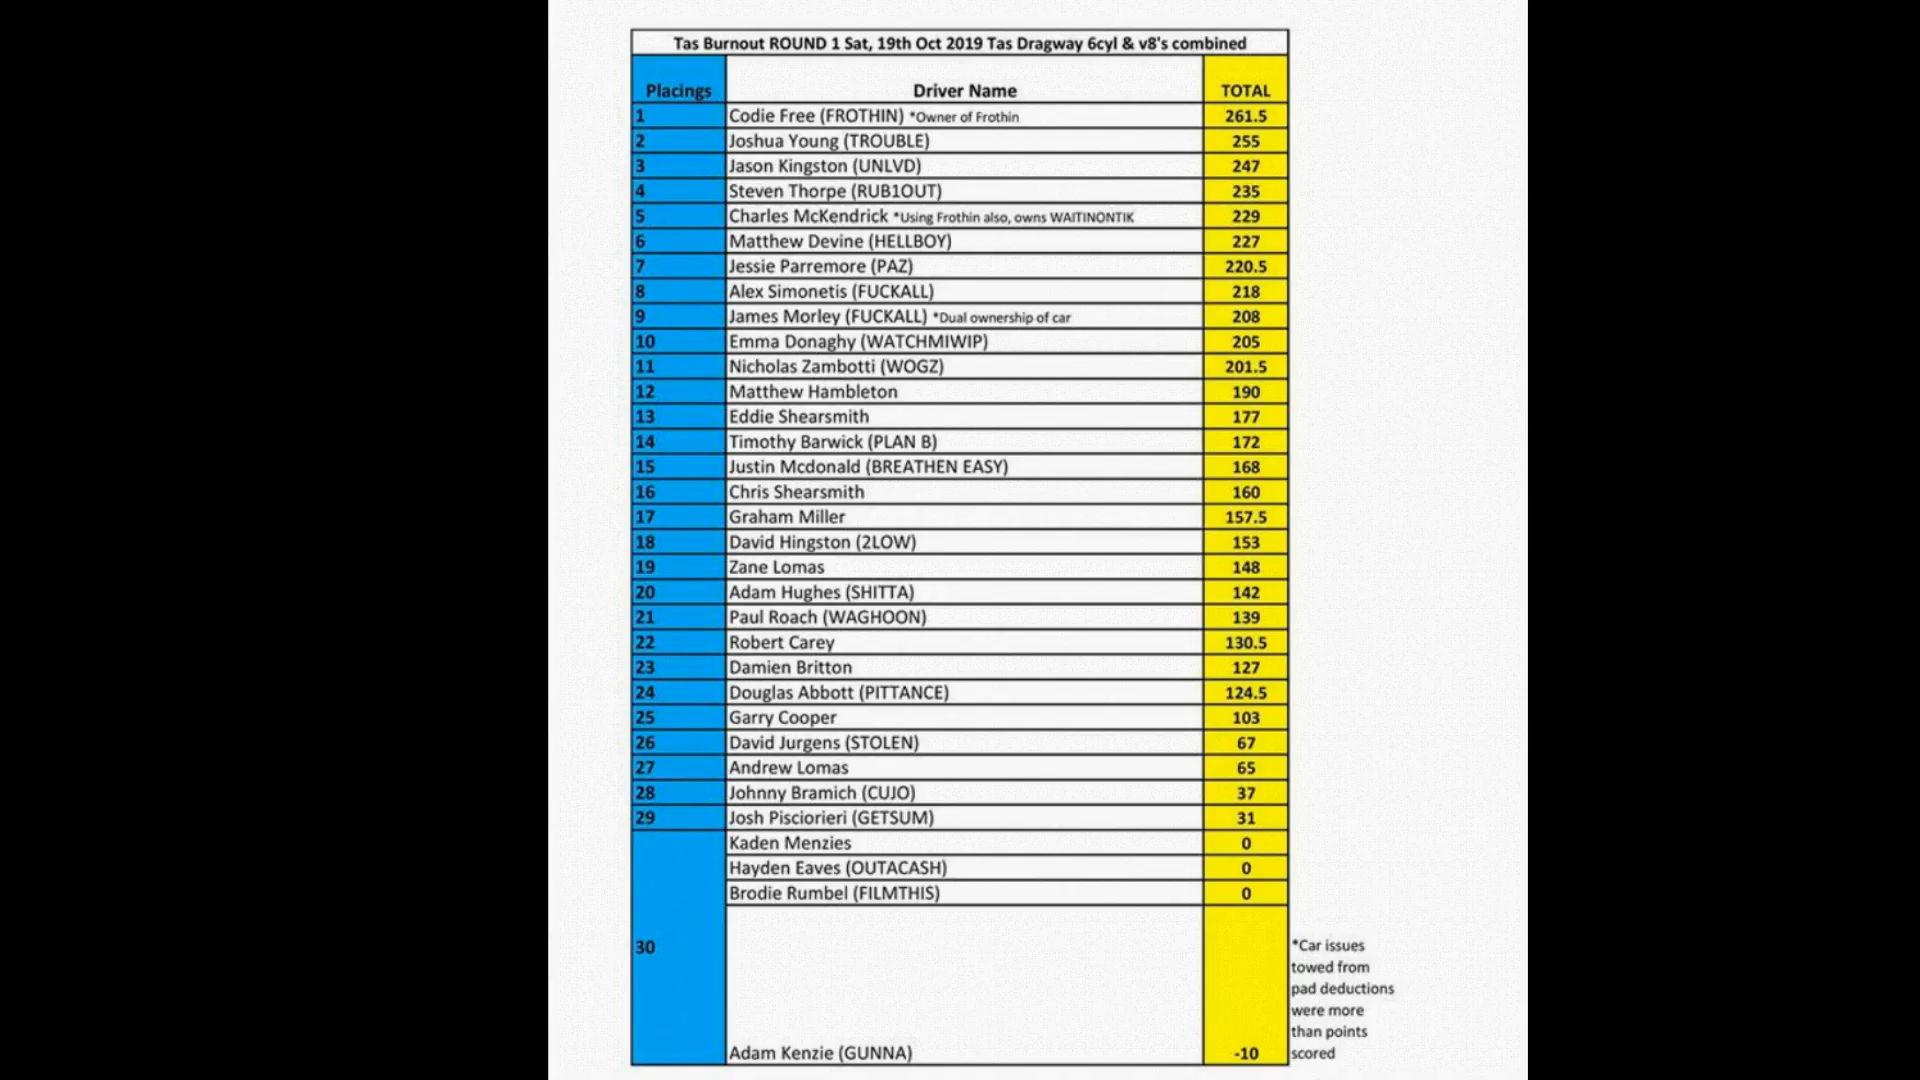 Tas Burnout ROUND 1 Sat, 19th Oct 2019 Tas Dragway 6cyl & v8's combined
Placings Driver Name TOTAL
1 Codie Free (FROTHIN) *Owner of Frothin 261.5
2 Joshua Young (TROUBLE) 255
3 Jason Kingston (UNLVD) 247
4 Steven Thorpe (RUB1OUT) 235
5 Charles McKendrick *Using Frothin also, owns WAITINONTIK 229
6 Matthew Devine (HELLBOY) 227
7 Jessie Parremore (PAZ) 220.5
8 Alex Simonetis (FUCKALL) 218
9 James Morley (FUCKALL) *Dual ownership of car 208
10 Emma Donaghy (WATCHMIWIP) 205
11 Nicholas Zambotti (WOGZ) 201.5
12 Matthew Hambleton 190
13 Eddie Shearsmith 177
14 Timothy Barwick (PLAN B) 172
15 Justin Mcdonald (BREATHEN EASY) 168
16 Chris Shearsmith 160
17 Graham Miller 157.5
18 David Hingston (2LOW) 153
19 Zane Lomas 148
20 Adam Hughes (SHITTA) 142
21 Paul Roach (WAGHOON) 139
22 Robert Carey 130.5
23 Damien Britton 127
24 Douglas Abbott (PITTANCE) 124.5
25 Garry Cooper 103
26 David Jurgens (STOLEN) 67
27 Andrew Lomas 65
28 Johnny Bramich (CUJO) 37
29 Josh Pisciorieri (GETSUM) 31
Kaden Menzies 0
Hayden Eaves (OUTACASH) 0
Brodie Rumbel (FILMTHIS) 0
30 *Car issues
towed from
pad deductions
were more
than points
Adam Kenzie (GUNNA) -10 scored